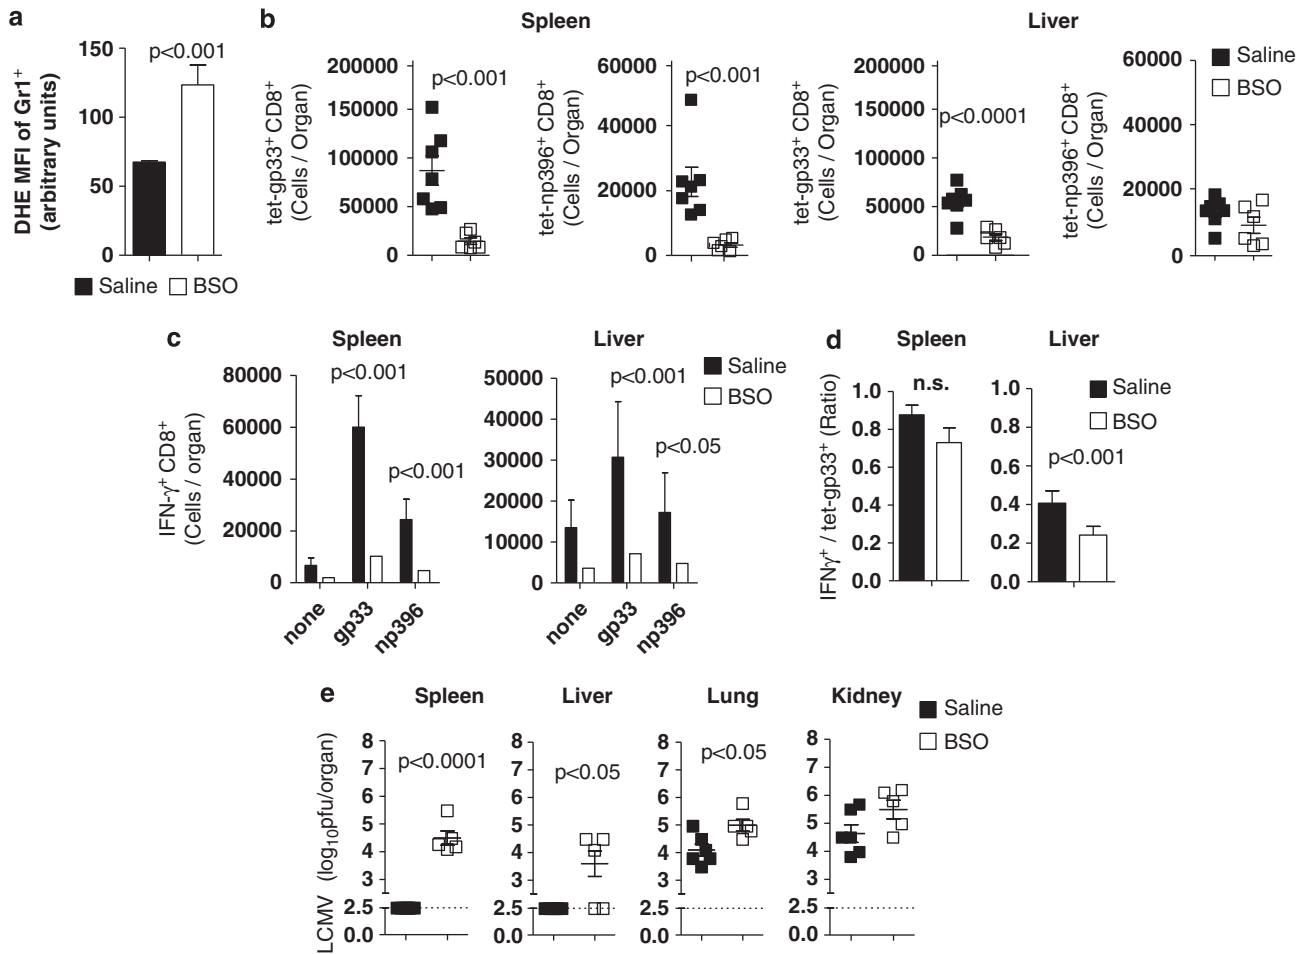 a
DHE MFI of Gr1⁺
(arbitrary units)
150
100
50
0
p<0.001
Saline
BSO
b
Spleen
Liver
tet-gp33⁺ CD8⁺
(Cells / Organ)
200000
150000
100000
50000
0
p<0.001
tet-np396⁺ CD8⁺
(Cells / Organ)
60000
40000
20000
0
p<0.001
tet-gp33⁺ CD8⁺
(Cells / Organ)
200000
150000
100000
50000
0
p<0.0001
tet-np396⁺ CD8⁺
(Cells / Organ)
60000
40000
20000
0
Saline
BSO
c
Spleen
IFN-γ⁺ CD8⁺
(Cells / organ)
80000
60000
40000
20000
0
p<0.001
p<0.001
none
gp33
np396
Liver
50000
40000
30000
20000
10000
0
p<0.001
p<0.05
none
gp33
np396
Saline
BSO
d
Spleen
IFNγ⁺ / tet-gp33⁺ (Ratio)
1.0
0.8
0.6
0.4
0.2
0.0
n.s.
Liver
1.0
0.8
0.6
0.4
0.2
0.0
p<0.001
Saline
BSO
e
Spleen
LCMV (log₁₀pfu/organ)
8
7
6
5
4
3
2.5
0.0
p<0.0001
Liver
8
7
6
5
4
3
2.5
0.0
p<0.05
Lung
8
7
6
5
4
3
2.5
0.0
p<0.05
Kidney
8
7
6
5
4
3
2.5
0.0
Saline
BSO